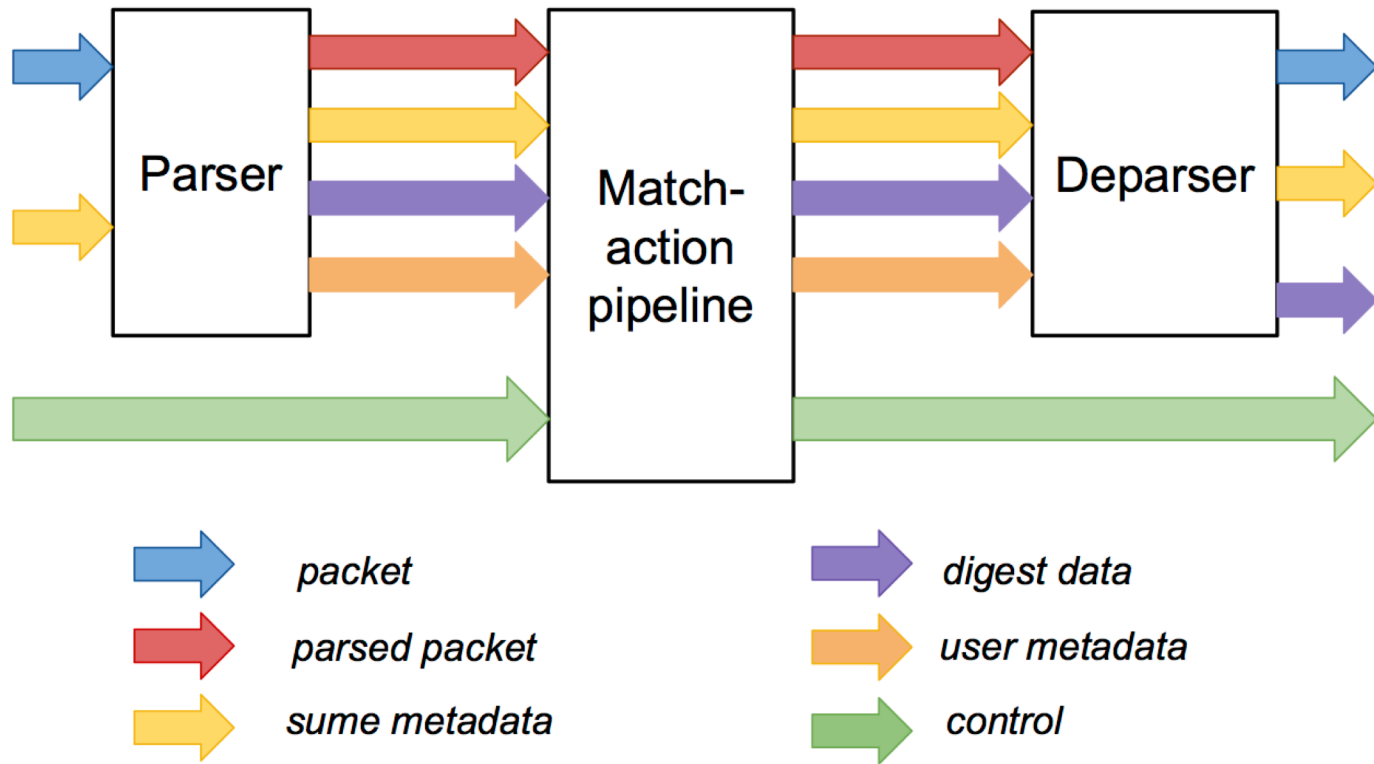 Parser
Match-
action
pipeline
Deparser
packet
digest data
parsed packet
user metadata
sume metadata
control